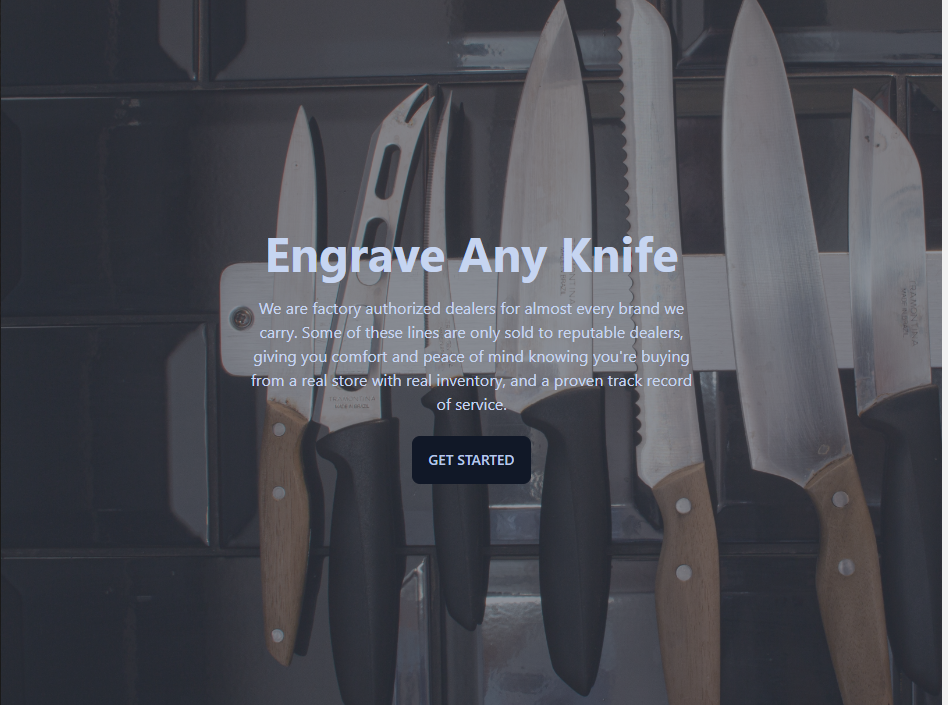 Engrave Any Knife
We are factory authorized dealers for almost every brand we
carry. Some of these lines are only sold to reputable dealers,
giving you comfort and peace of mind knowing you're buying
from a real store with real inventory, and a proven track record
of service.
GET STARTED
TRAMONTINA